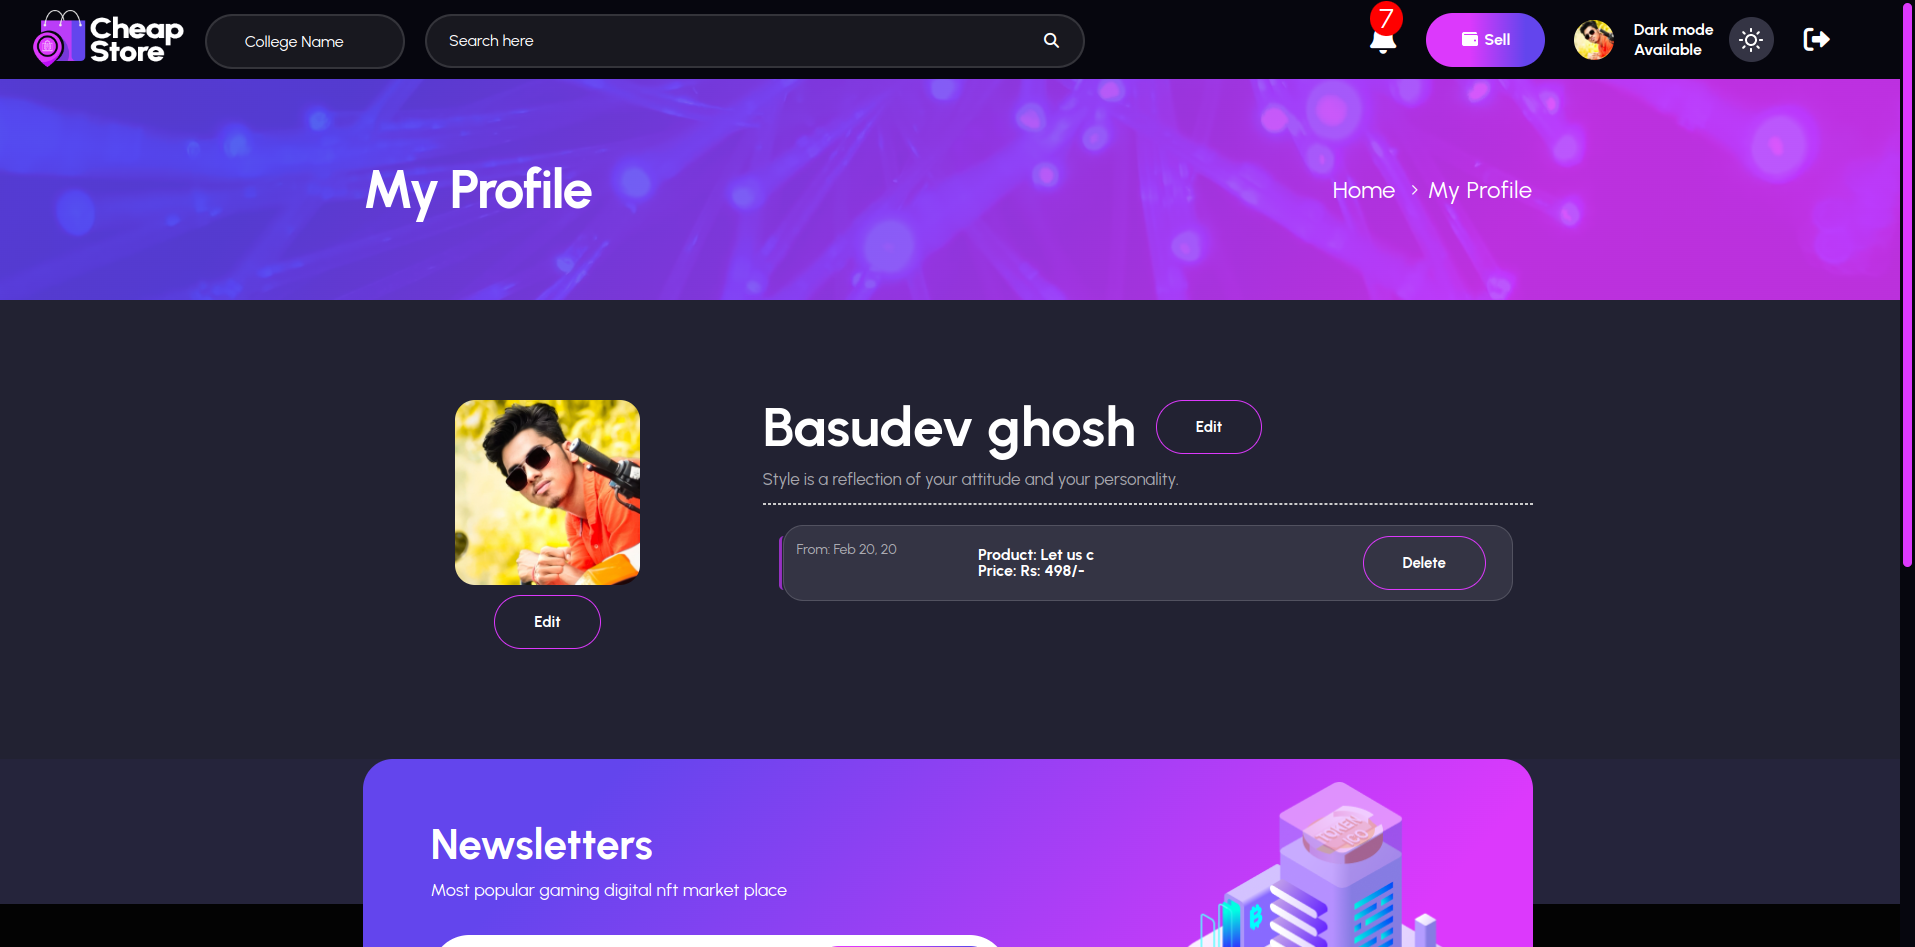 Cheap
Store
College Name
Search here
7
Sell
Dark mode
Available
My Profile
Home > My Profile
Basudev ghosh
Edit
Style is a reflection of your attitude and your personality.
From: Feb 20, 20
Product: Let us c
Price: Rs: 498/-
Delete
Edit
Newsletters
Most popular gaming digital nft market place
TOKEN
ICO